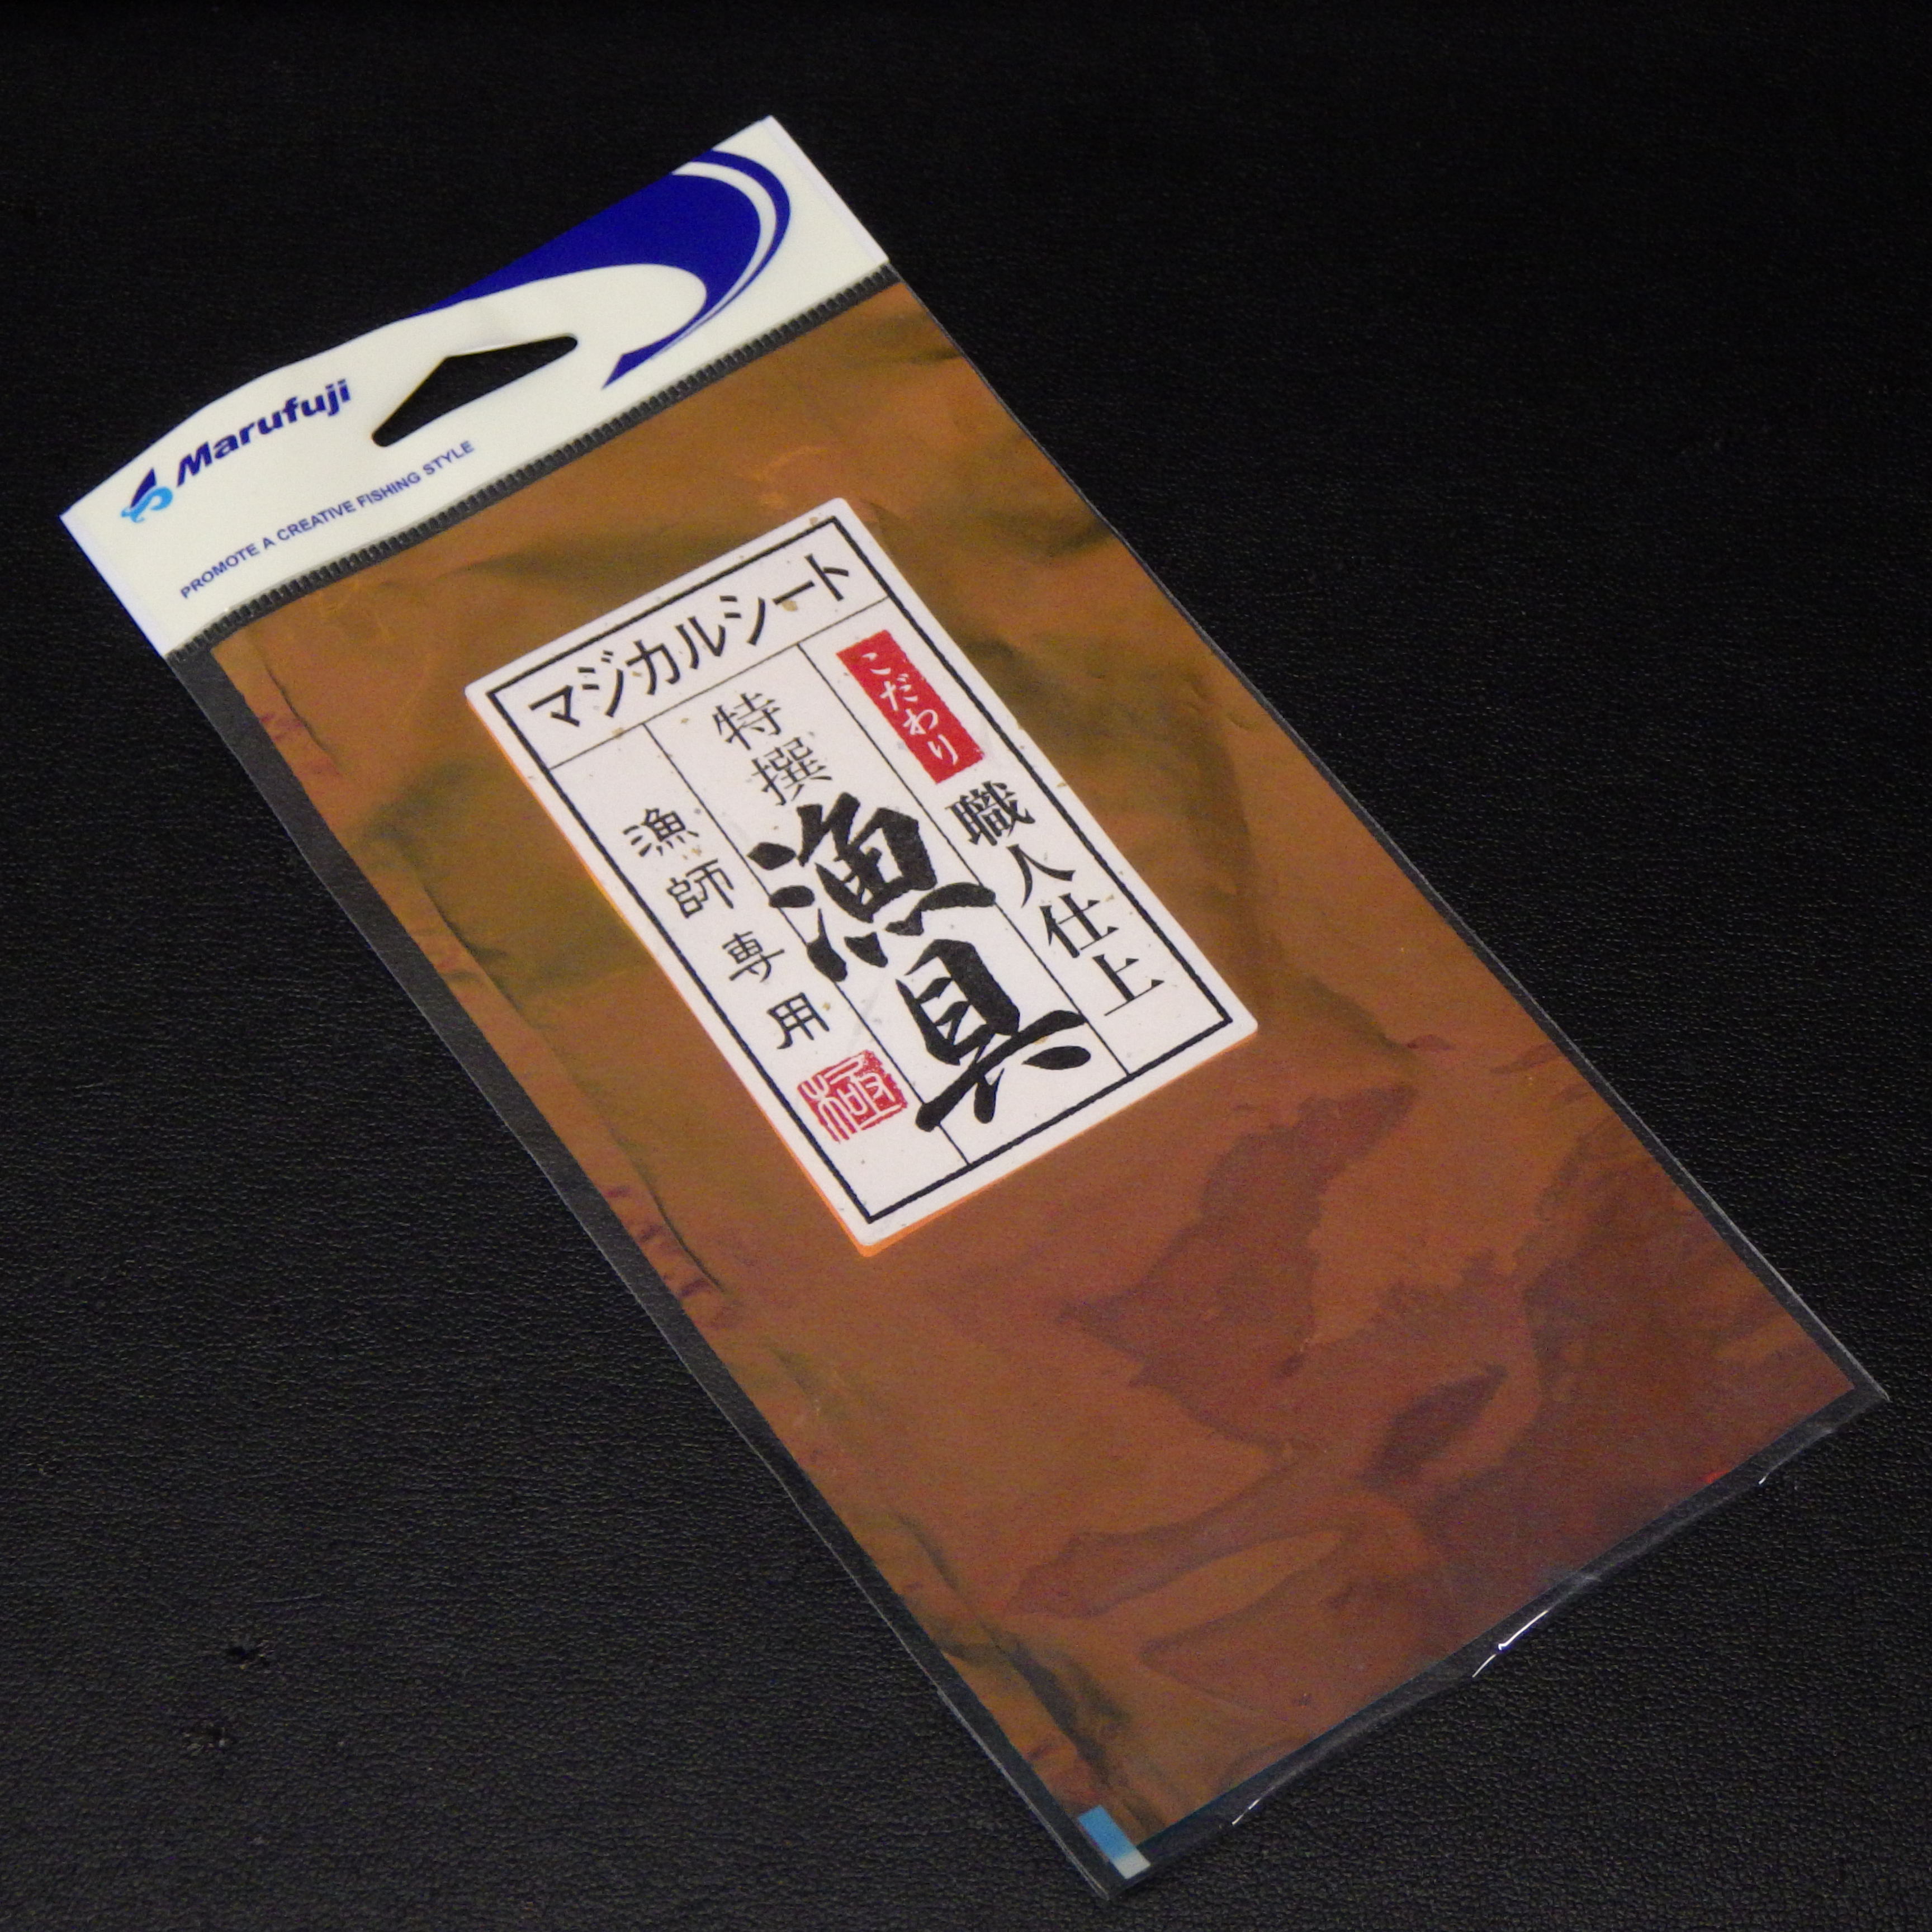 Marufuji
PROMOTE A CREATIVE FISHING STYLE
マジカルシート
こだわり
職人仕上
特撰
漁具
漁師専用
極